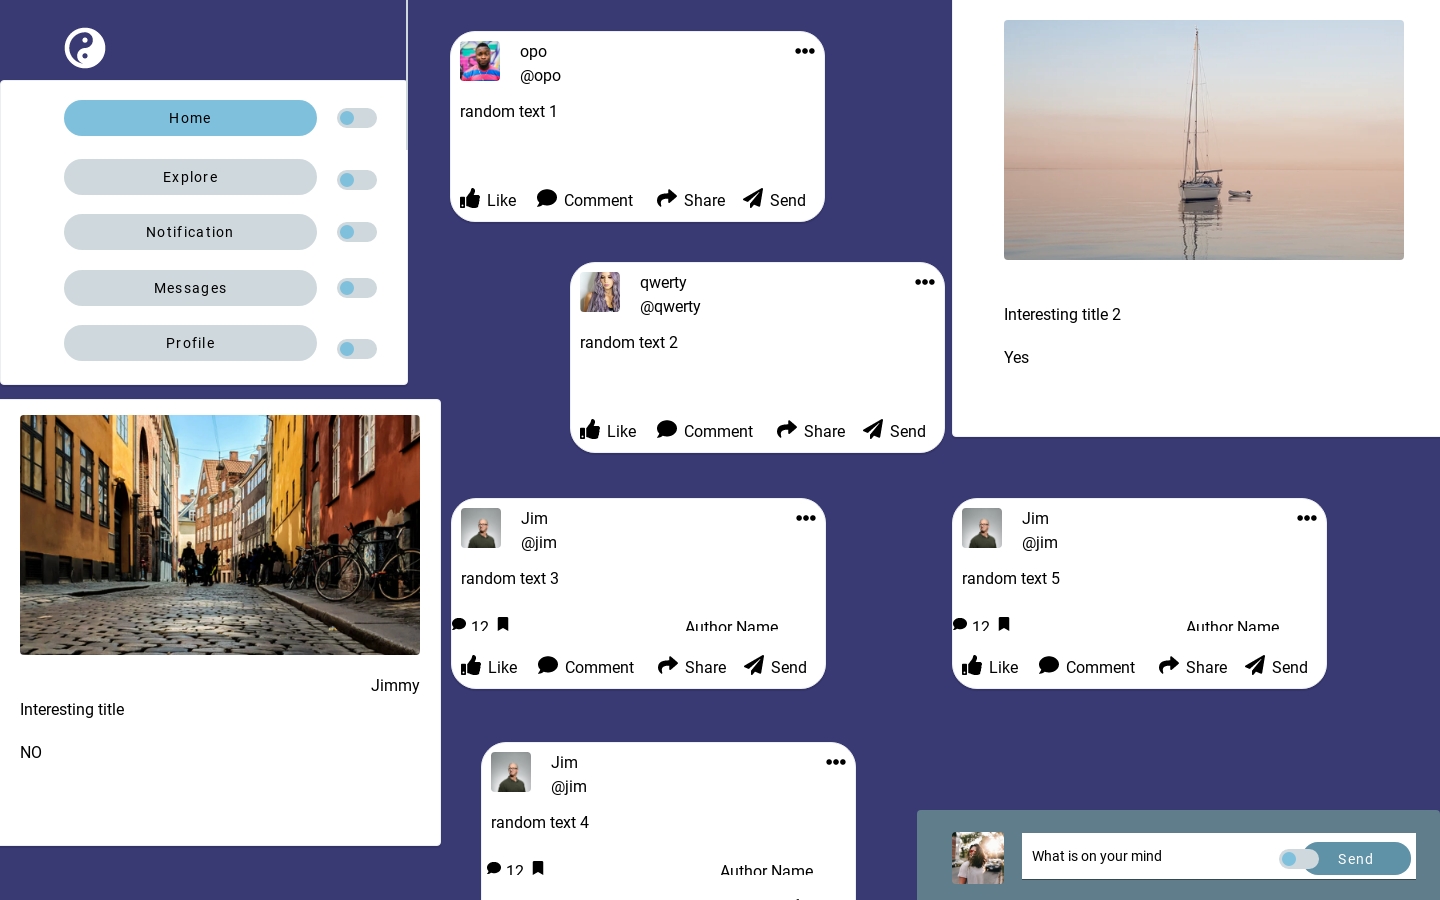 Home
Explore
Notification
Messages
Profile
Jimmy
Interesting title
NO
opo
@opo
random text 1
Like Comment Share Send
qwerty
@qwerty
random text 2
Like Comment Share Send
Jim
@jim
random text 3
12 Author Name
Like Comment Share Send
Jim
@jim
random text 4
12 Author Name
Interesting title 2
Yes
Jim
@jim
random text 5
12 Author Name
Like Comment Share Send
What is on your mind
Send